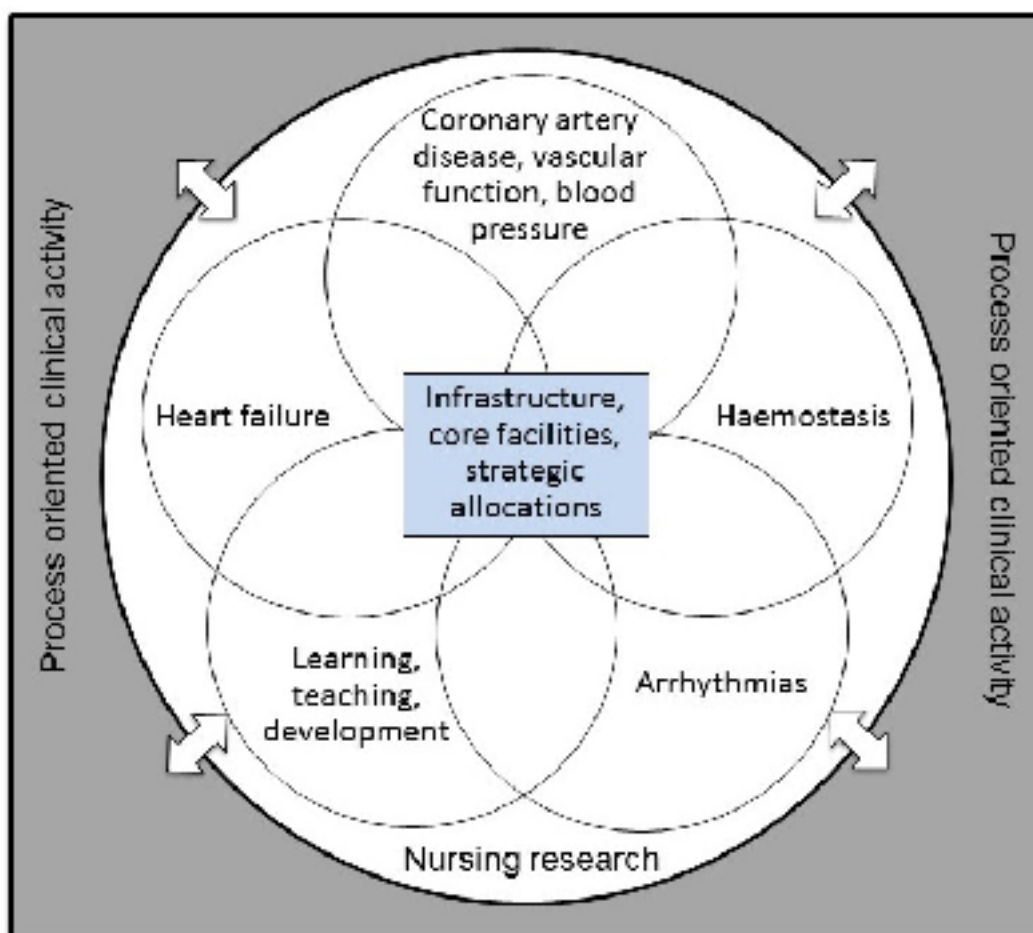 Coronary artery
disease, vascular
function, blood
pressure
Process oriented clinical activity
Process oriented clinical activity
Heart failure
Infrastructure,
core facilities,
strategic
allocations
Haemostasis
Learning,
teaching,
development
Arrhythmias
Nursing research